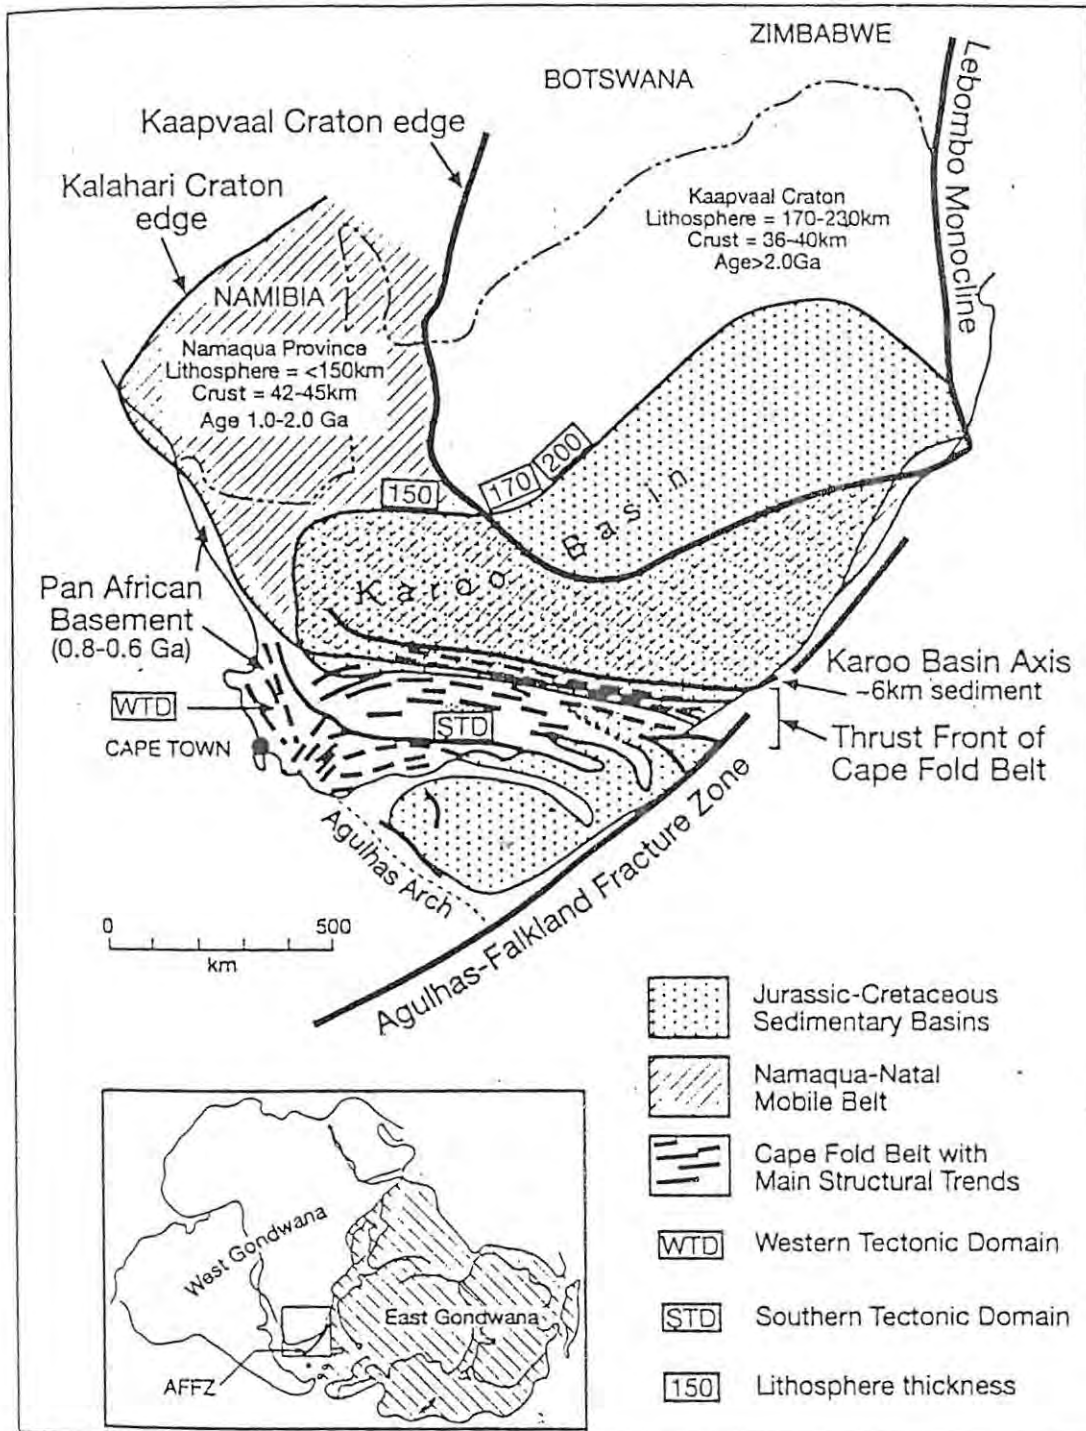 ZIMBABWE
BOTSWANA
Lebombo Monocline
Kaapvaal Craton edge
Kalahari Craton
edge
Kaapvaal Craton
Lithosphere = 170-230km
Crust = 36-40km
Age>2.0Ga
NAMIBIA
Namaqua Province
Lithosphere = <150km
Crust = 42-45km
Age 1.0-2.0 Ga
150
170
200
Karoo Basin
Pan African
Basement
(0.8-0.6 Ga)
WTD
CAPE TOWN
STD
Karoo Basin Axis
~6km sediment
Thrust Front of
Cape Fold Belt
Agulhas Arch
Agulhas-Falkland Fracture Zone
0 500
km
Jurassic-Cretaceous
Sedimentary Basins
Namaqua-Natal
Mobile Belt
Cape Fold Belt with
Main Structural Trends
WTD Western Tectonic Domain
STD Southern Tectonic Domain
150 Lithosphere thickness
West Gondwana
East Gondwana
AFFZ